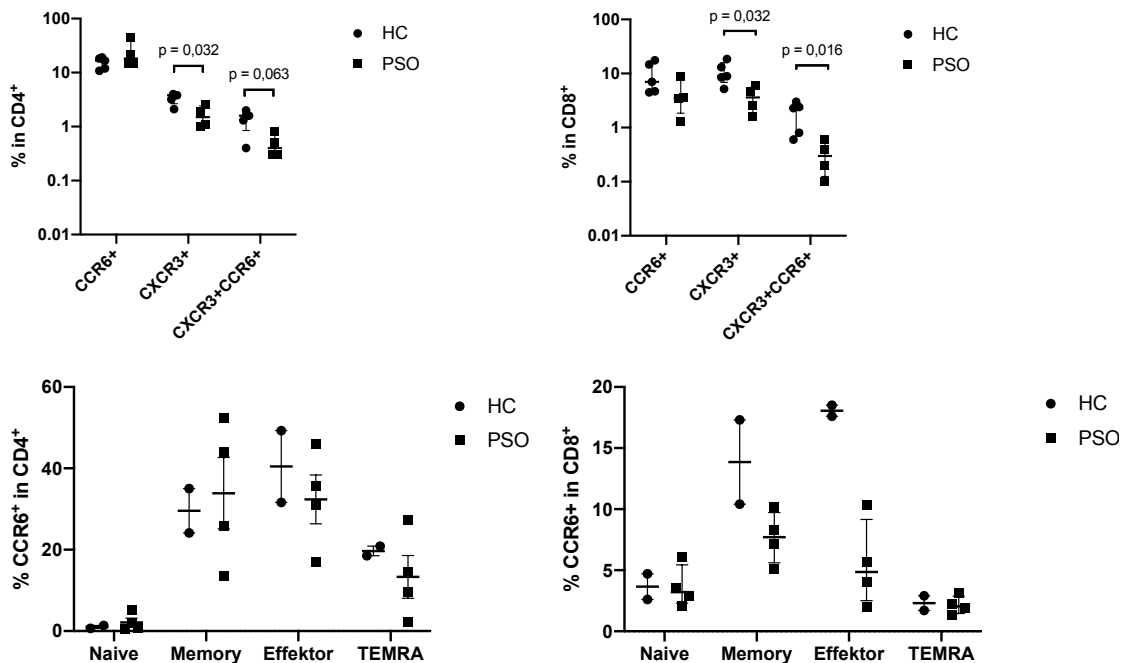 100
10
1
0.1
0.01
% in CD4⁺
p = 0,032
p = 0,063
CCR6+
CXCR3+
CXCR3+CCR6+
HC
PSO
100
10
1
0.1
0.01
% in CD8⁺
p = 0,032
p = 0,016
CCR6+
CXCR3+
CXCR3+CCR6+
HC
PSO
60
40
20
0
% CCR6⁺ in CD4⁺
Naive Memory Effektor TEMRA
HC
PSO
20
15
10
5
0
% CCR6+ in CD8⁺
Naive Memory Effektor TEMRA
HC
PSO